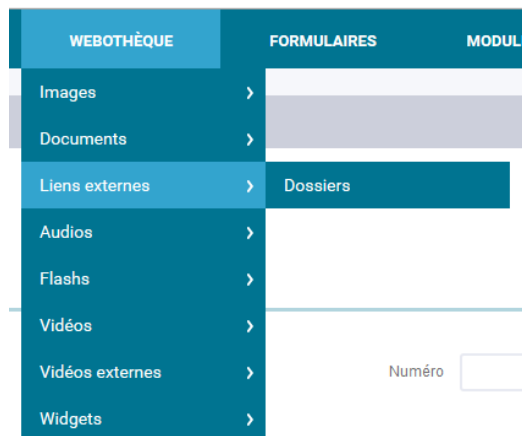 WEBOTHÈQUE FORMULAIRES
Images
Documents
Liens externes Dossiers
Audios
Flashs
Vidéos
Vidéos externes Numéro
Widgets